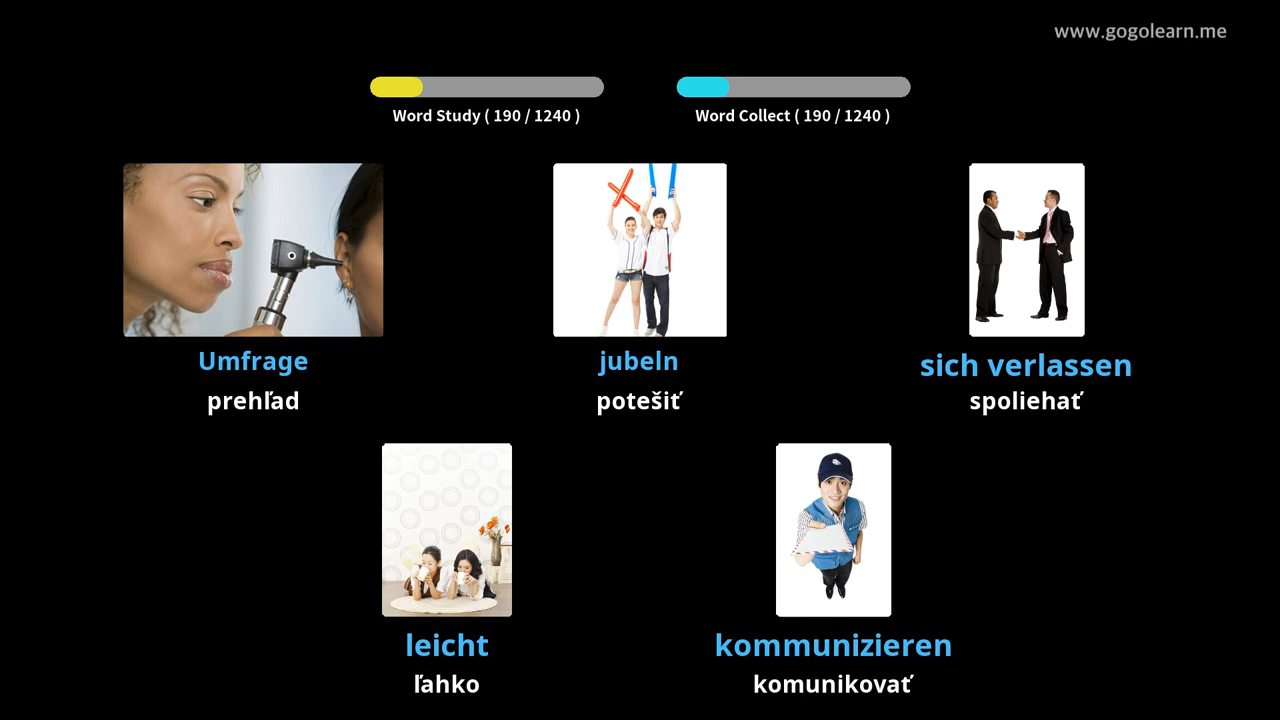 www.gogolearn.me
Word Study ( 190 / 1240 )
Word Collect ( 190 / 1240 )
Umfrage
prehľad
jubeln
potešiť
sich verlassen
spoliehať
leicht
ľahko
kommunizieren
komunikovať